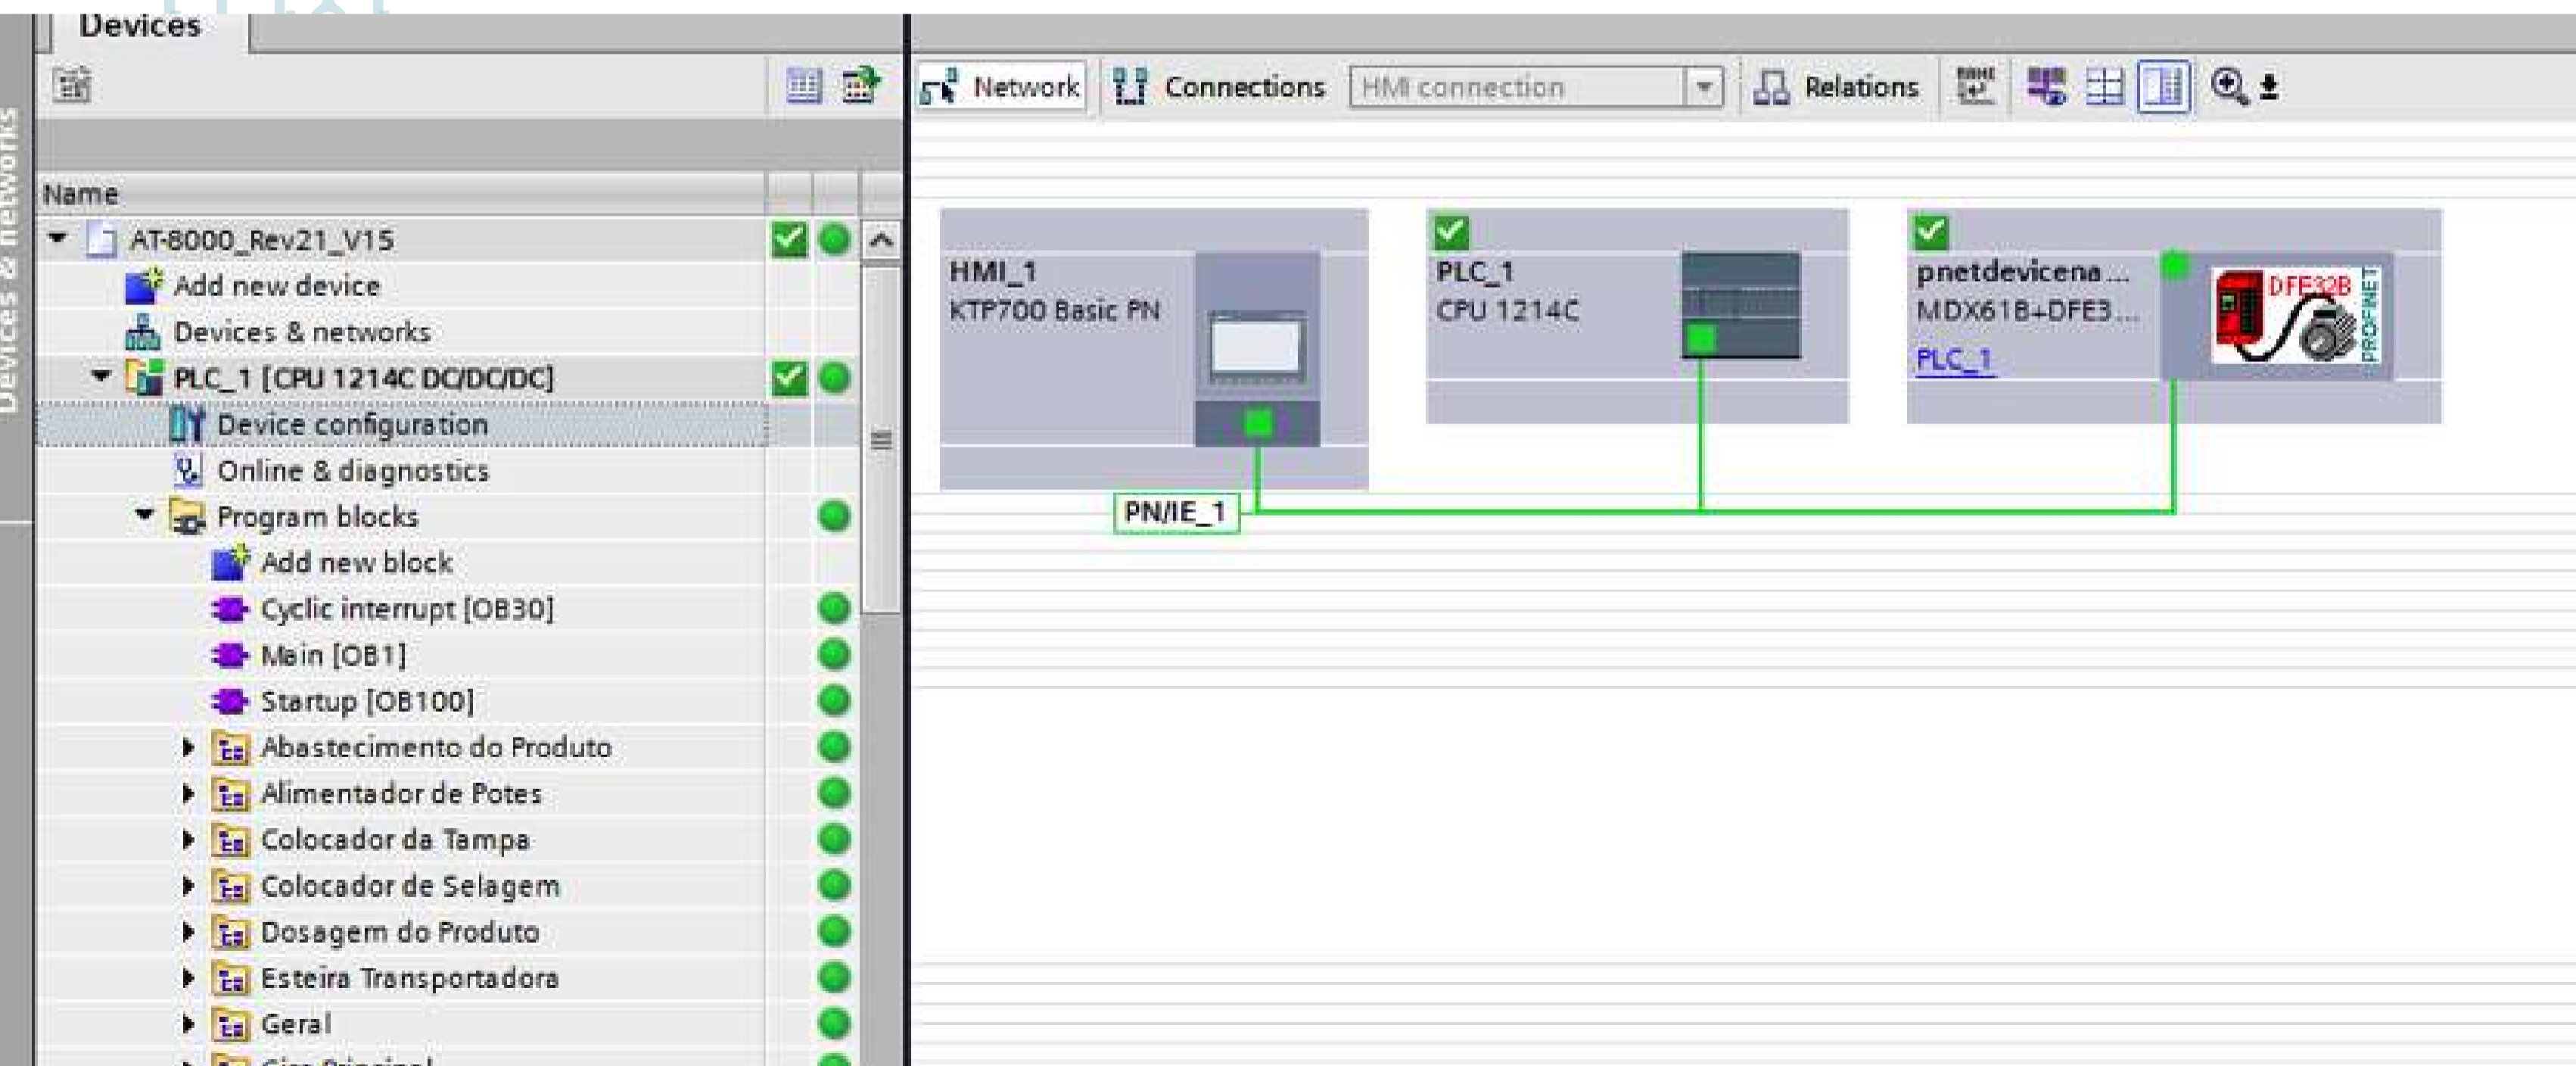 Devices
Devices & networks
Network
Connections
HMI connection
Relations
Name
AT-8000_Rev21_V15
Add new device
Devices & networks
PLC_1 [CPU 1214C DC/DC/DC]
Device configuration
Online & diagnostics
Program blocks
Add new block
Cyclic interrupt [OB30]
Main [OB1]
Startup [OB100]
Abastecimento do Produto
Alimentador de Potes
Colocador da Tampa
Colocador de Selagem
Dosagem do Produto
Esteira Transportadora
Geral
HMI_1
KTP700 Basic PN
PLC_1
CPU 1214C
pnetdevicena...
MDX61B+DFE3...
PLC_1
DFE32B
PROFINET
PN/IE_1